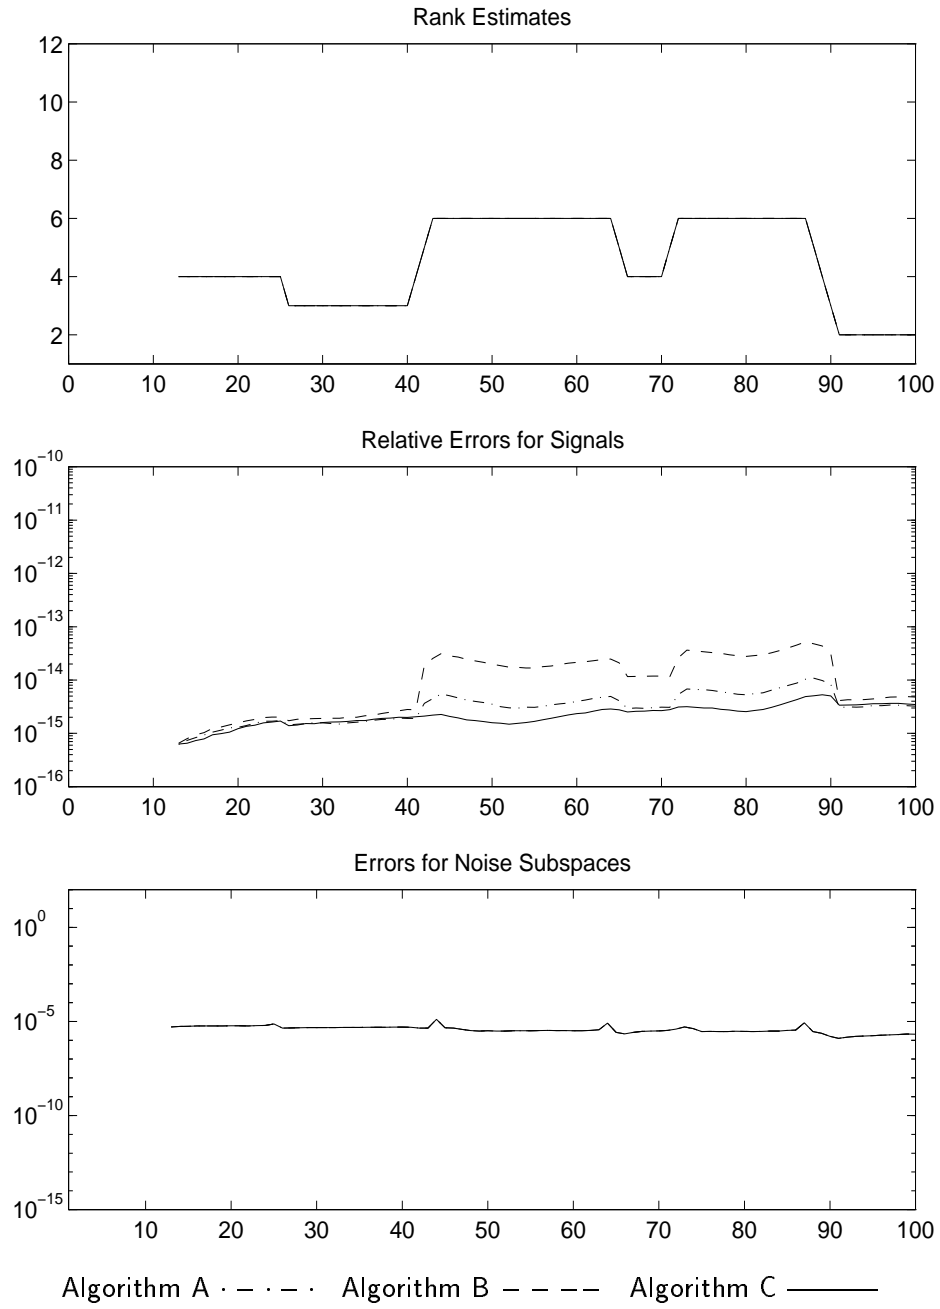 Rank Estimates
12
10
8
6
4
2
0 10 20 30 40 50 60 70 80 90 100
Relative Errors for Signals
10^−10
10^−11
10^−12
10^−13
10^−14
10^−15
10^−16
0 10 20 30 40 50 60 70 80 90 100
Errors for Noise Subspaces
10^0
10^−5
10^−10
10^−15
10 20 30 40 50 60 70 80 90 100
Algorithm A Algorithm B Algorithm C